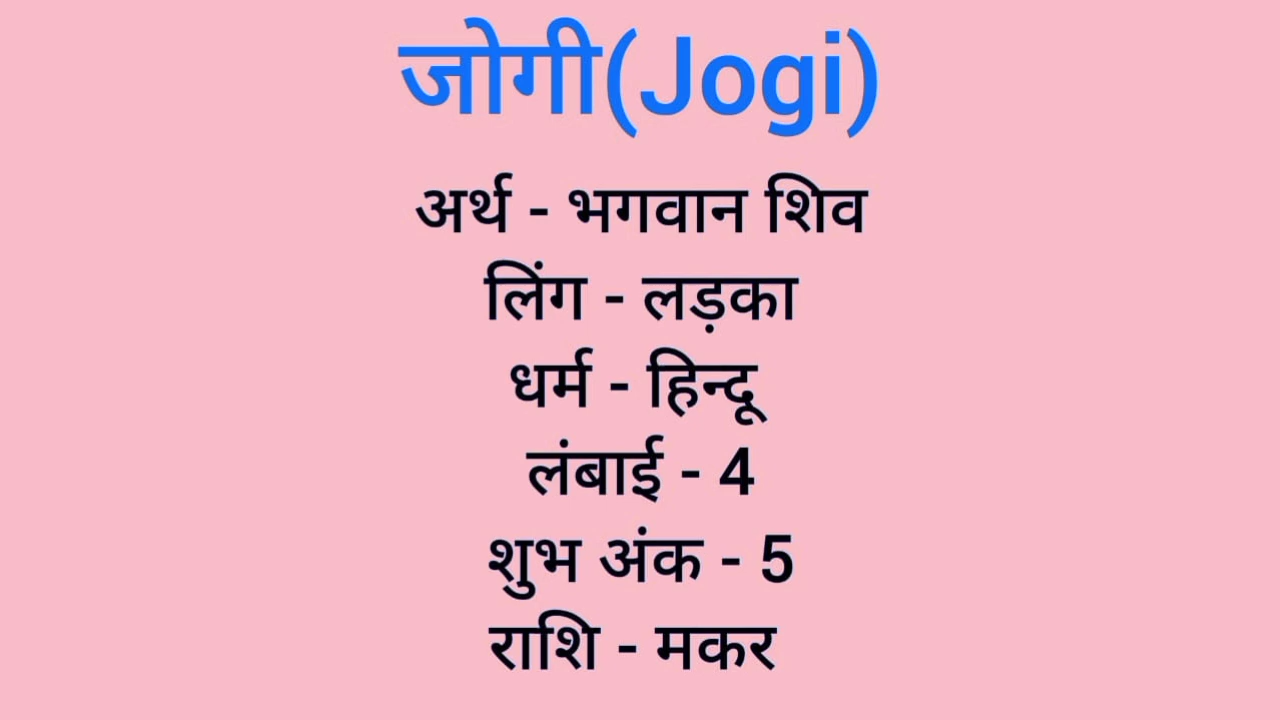 जोगी(Jogi)
अर्थ - भगवान शिव
लिंग - लड़का
धर्म - हिन्दू
लंबाई - 4
शुभ अंक - 5
राशि - मकर